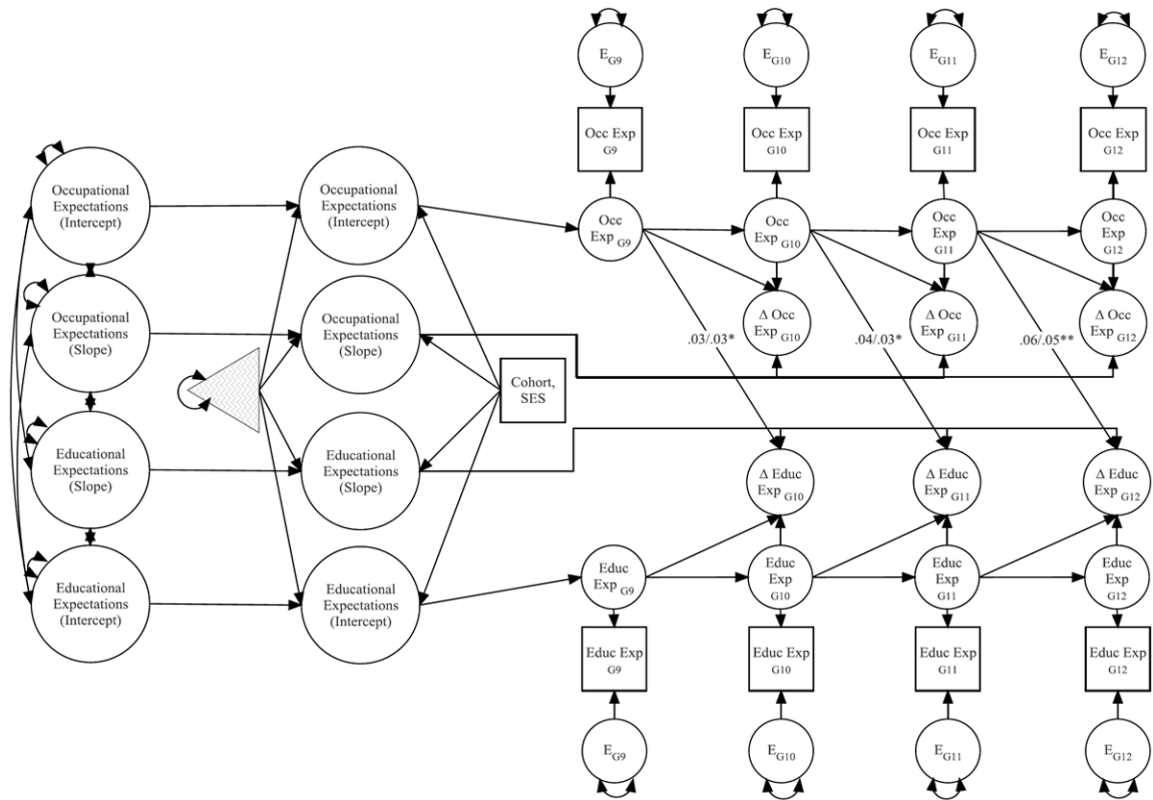 E G9
E G10
E G11
E G12
Occ Exp
G9
Occ Exp
G10
Occ Exp
G11
Occ Exp
G12
Occupational
Expectations
(Intercept)
Occupational
Expectations
(Intercept)
Occ
Exp G9
Occ
Exp G10
Occ
Exp
G11
Occ
Exp
G12
Occupational
Expectations
(Slope)
Occupational
Expectations
(Slope)
Δ Occ
Exp G10
Δ Occ
Exp G11
Δ Occ
Exp G12
.03/.03*
.04/.03*
.06/.05**
Cohort,
SES
Educational
Expectations
(Slope)
Educational
Expectations
(Slope)
Δ Educ
Exp G10
Δ Educ
Exp G11
Δ Educ
Exp G12
Educational
Expectations
(Intercept)
Educational
Expectations
(Intercept)
Educ
Exp G9
Educ
Exp
G10
Educ
Exp
G11
Educ
Exp
G12
Educ Exp
G9
Educ Exp
G10
Educ Exp
G11
Educ Exp
G12
E G9
E G10
E G11
E G12